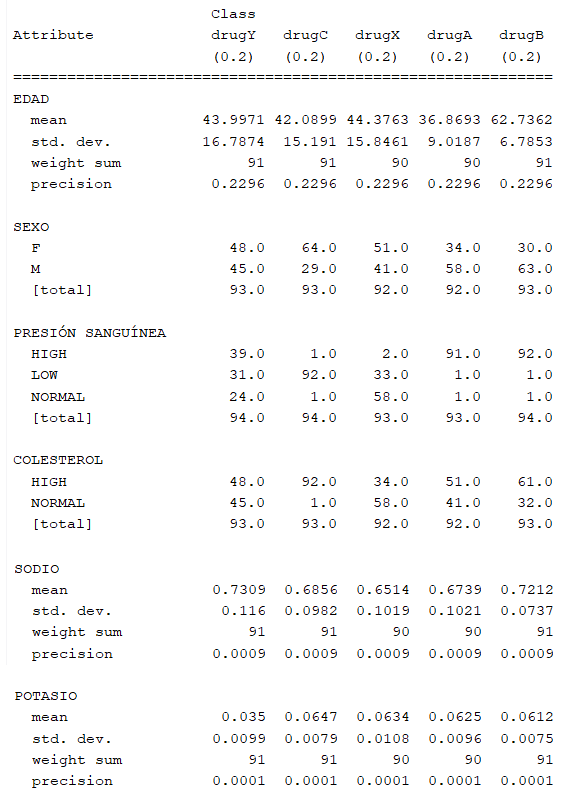 Class
Attribute drugY drugC drugX drugA drugB
(0.2) (0.2) (0.2) (0.2) (0.2)
============================================================
EDAD
mean 43.9971 42.0899 44.3763 36.8693 62.7362
std. dev. 16.7874 15.191 15.8461 9.0187 6.7853
weight sum 91 91 90 90 91
precision 0.2296 0.2296 0.2296 0.2296 0.2296
SEXO
F 48.0 64.0 51.0 34.0 30.0
M 45.0 29.0 41.0 58.0 63.0
[total] 93.0 93.0 92.0 92.0 93.0
PRESIÓN SANGUÍNEA
HIGH 39.0 1.0 2.0 91.0 92.0
LOW 31.0 92.0 33.0 1.0 1.0
NORMAL 24.0 1.0 58.0 1.0 1.0
[total] 94.0 94.0 93.0 93.0 94.0
COLESTEROL
HIGH 48.0 92.0 34.0 51.0 61.0
NORMAL 45.0 1.0 58.0 41.0 32.0
[total] 93.0 93.0 92.0 92.0 93.0
SODIO
mean 0.7309 0.6856 0.6514 0.6739 0.7212
std. dev. 0.116 0.0982 0.1019 0.1021 0.0737
weight sum 91 91 90 90 91
precision 0.0009 0.0009 0.0009 0.0009 0.0009
POTASIO
mean 0.035 0.0647 0.0634 0.0625 0.0612
std. dev. 0.0099 0.0079 0.0108 0.0096 0.0075
weight sum 91 91 90 90 91
precision 0.0001 0.0001 0.0001 0.0001 0.0001